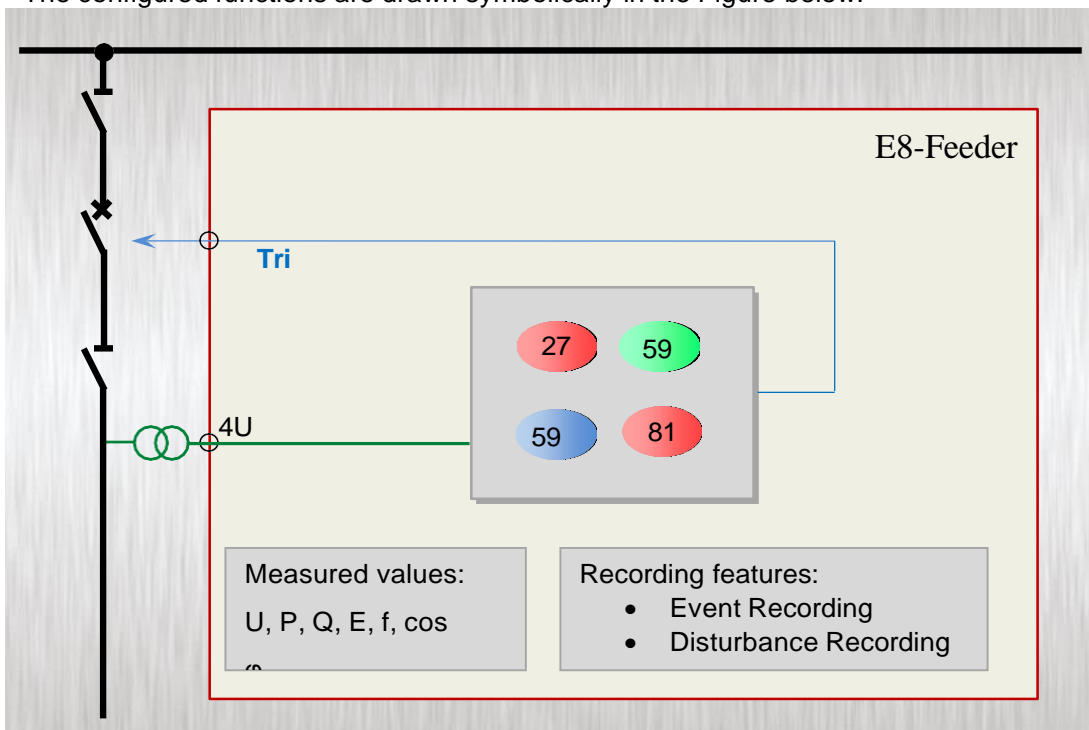 The configured functions are drawn symbolically in the Figure below.
E8-Feeder
Tri
27
59
4U
59
81
Measured values:
U, P, Q, E, f, cos
φ
Recording features:
• Event Recording
• Disturbance Recording